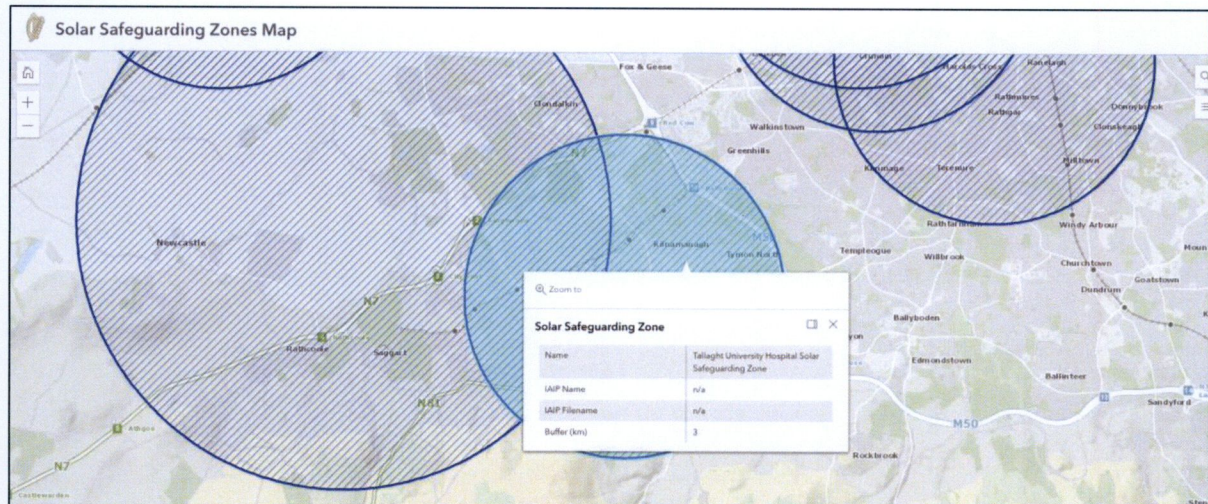 Solar Safeguarding Zones Map
Fox & Geese
Clondalkin
Walkinstown
Greenhills
Ranelagh
Rathmines
Rathgar
Donnybrook
Clonskeagh
Kimmage
Terenure
Milltown
N7
Newcastle
Kilnamanagh
Tymon North
Templeogue
Willbrook
Windy Arbour
Churchtown
Goatstown
Dundrum
N7
Rathcoole
Saggart
Zoom to
Solar Safeguarding Zone
Name
Tallaght University Hospital Solar
Safeguarding Zone
IAIP Name
n/a
IAIP Filename
n/a
Buffer (km)
3
Ballyboden
Edmondstown
Ballinteer
Sandyford
N81
M50
Rockbrook
N7
Castlewarden